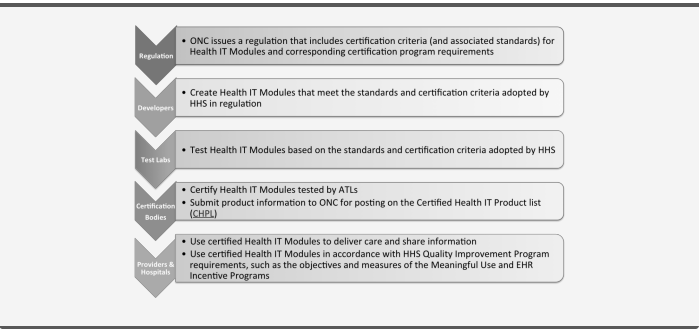 Regulation
• ONC issues a regulation that includes certification criteria (and associated standards) for
Health IT Modules and corresponding certification program requirements
Developers
• Create Health IT Modules that meet the standards and certification criteria adopted by
HHS in regulation
Test Labs
• Test Health IT Modules based on the standards and certification criteria adopted by HHS
Certification
Bodies
• Certify Health IT Modules tested by ATLs
• Submit product information to ONC for posting on the Certified Health IT Product list
(CHPL)
Providers &
Hospitals
• Use certified Health IT Modules to deliver care and share information
• Use certified Health IT Modules in accordance with HHS Quality Improvement Program
requirements, such as the objectives and measures of the Meaningful Use and EHR
Incentive Programs